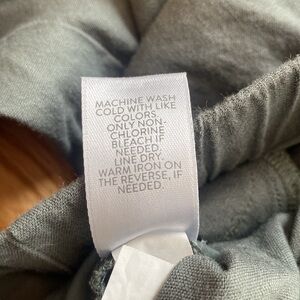 MACHINE WASH
COLD WITH LIKE
COLORS,
ONLY NON-
CHLORINE
BLEACH IF
NEEDED,
LINE DRY.
WARM IRON ON
THE REVERSE, IF
NEEDED.